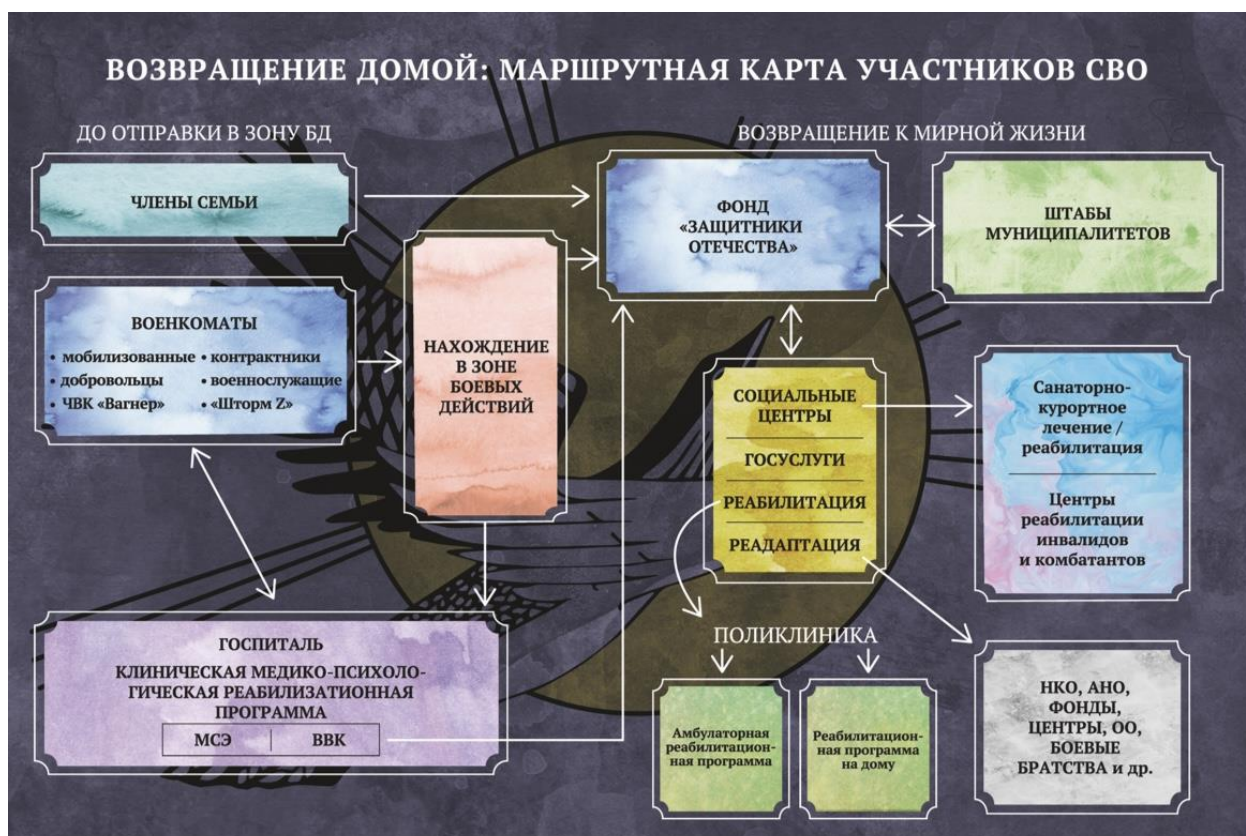 ВОЗВРАЩЕНИЕ ДОМОЙ: МАРШРУТНАЯ КАРТА УЧАСТНИКОВ СВО
ДО ОТПРАВКИ В ЗОНУ БД
ЧЛЕНЫ СЕМЬИ
ВОЕНКОМАТЫ
• мобилизованные • контрактники
• добровольцы • военнослужащие
• ЧВК «Вагнер» • «Шторм Z»
НАХОЖДЕНИЕ
В ЗОНЕ
БОЕВЫХ
ДЕЙСТВИЙ
ГОСПИТАЛЬ
КЛИНИЧЕСКАЯ МЕДИКО-ПСИХОЛО-
ГИЧЕСКАЯ РЕАБИЛИЗАТИОННАЯ
ПРОГРАММА
МСЭ ВВК
ВОЗВРАЩЕНИЕ К МИРНОЙ ЖИЗНИ
ФОНД
«ЗАЩИТНИКИ
ОТЕЧЕСТВА»
ШТАБЫ
МУНИЦИПАЛИТЕТОВ
СОЦИАЛЬНЫЕ
ЦЕНТРЫ
ГОСУСЛУГИ
РЕАБИЛИТАЦИЯ
РЕАДАПТАЦИЯ
Санаторно-
курортное
лечение /
реабилитация
Центры
реабилитации
инвалидов
и комбатантов
ПОЛИКЛИНИКА
Амбулаторная
реабилитацион-
ная программа
Реабилитацион-
ная программа
на дому
НКО, АНО,
ФОНДЫ,
ЦЕНТРЫ, ОО,
БОЕВЫЕ
БРАТСТВА и др.